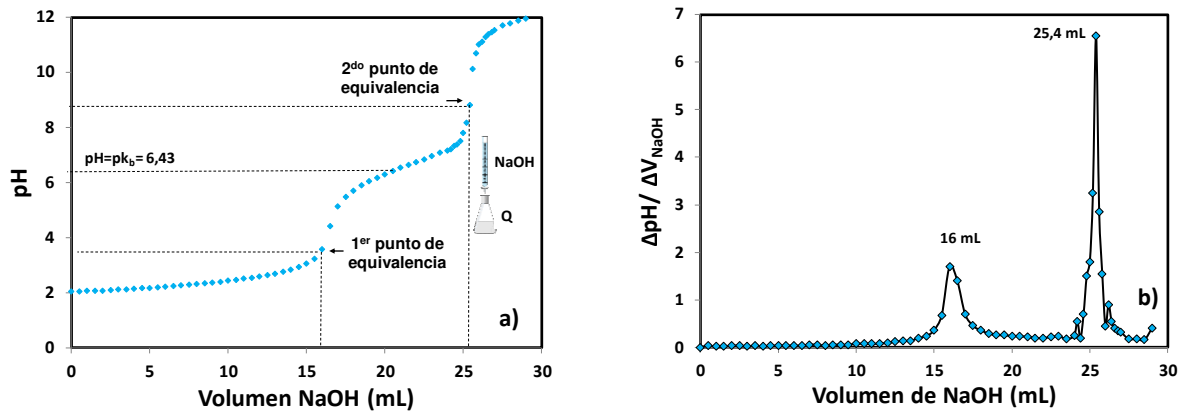 12
10
8
6
4
2
0
pH
2do punto de
equivalencia
pH=pkb= 6,43
NaOH
Q
1er punto de
equivalencia
a)
0 5 10 15 20 25 30
Volumen NaOH (mL)
7
6
5
4
3
2
1
0
ΔpH/ ΔVNaOH
25,4 mL
16 mL
b)
0 5 10 15 20 25 30
Volumen de NaOH (mL)